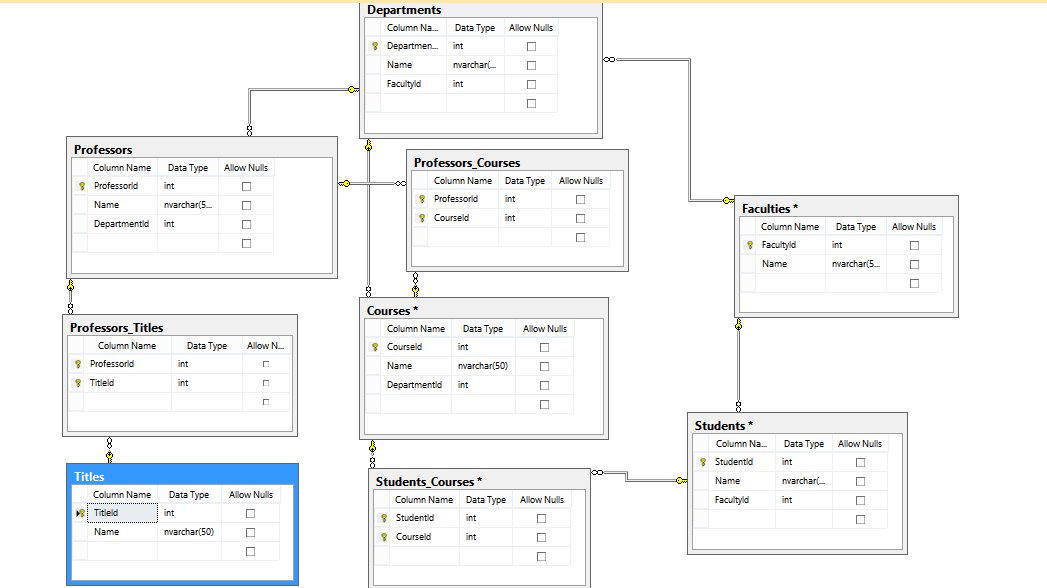 Departments
Column Na... Data Type Allow Nulls
Departmen... int
Name nvarchar(...
FacultyId int
Professors
Column Name Data Type Allow Nulls
ProfessorId int
Name nvarchar(5...
DepartmentId int
Professors_Courses
Column Name Data Type Allow Nulls
ProfessorId int
CourseId int
Faculties *
Column Name Data Type Allow Nulls
FacultyId int
Name nvarchar(5...
Professors_Titles
Column Name Data Type Allow N...
ProfessorId int
TitleId int
Courses *
Column Name Data Type Allow Nulls
CourseId int
Name nvarchar(50)
DepartmentId int
Students *
Column Na... Data Type Allow Nulls
StudentId int
Name nvarchar(...
FacultyId int
Titles
Column Name Data Type Allow Nulls
TitleId int
Name nvarchar(50)
Students_Courses *
Column Name Data Type Allow Nulls
StudentId int
CourseId int